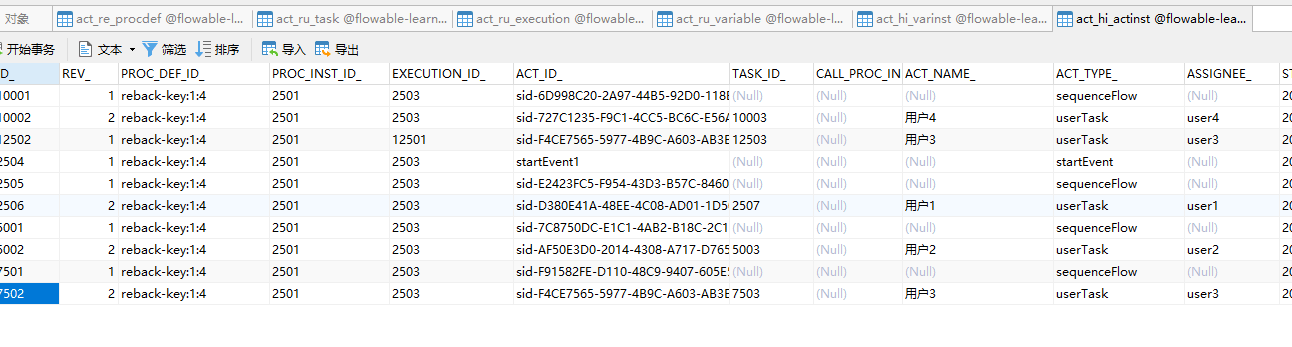 对象 act_re_procdef @flowable-l... act_ru_task @flowable-learn... act_ru_execution @flowable... act_ru_variable @flowable-l... act_hi_varinst @flowable-lea... act_hi_actinst @flowable-lea...
开始事务 文本 筛选 排序 导入 导出
ID_ REV_ PROC_DEF_ID_ PROC_INST_ID_ EXECUTION_ID_ ACT_ID_ TASK_ID_ CALL_PROC_IN ACT_NAME_ ACT_TYPE_ ASSIGNEE_ ST
10001 1 reback-key:1:4 2501 2503 sid-6D998C20-2A97-44B5-92D0-118E (Null) (Null) (Null) sequenceFlow (Null) 20
10002 2 reback-key:1:4 2501 2503 sid-727C1235-F9C1-4CC5-BC6C-E56A 10003 (Null) 用户4 userTask user4 20
12502 1 reback-key:1:4 2501 12501 sid-F4CE7565-5977-4B9C-A603-AB3E 12503 (Null) 用户3 userTask user3 20
2504 1 reback-key:1:4 2501 2503 startEvent1 (Null) (Null) (Null) startEvent (Null) 20
2505 1 reback-key:1:4 2501 2503 sid-E2423FC5-F954-43D3-B57C-8460 (Null) (Null) (Null) sequenceFlow (Null) 20
2506 2 reback-key:1:4 2501 2503 sid-D380E41A-48EE-4C08-AD01-1D5 2507 (Null) 用户1 userTask user1 20
5001 1 reback-key:1:4 2501 2503 sid-7C8750DC-E1C1-4AB2-B18C-2C1 (Null) (Null) (Null) sequenceFlow (Null) 20
5002 2 reback-key:1:4 2501 2503 sid-AF50E3D0-2014-4308-A717-D765 5003 (Null) 用户2 userTask user2 20
7501 1 reback-key:1:4 2501 2503 sid-F91582FE-D110-48C9-9407-605E (Null) (Null) (Null) sequenceFlow (Null) 20
7502 2 reback-key:1:4 2501 2503 sid-F4CE7565-5977-4B9C-A603-AB3E 7503 (Null) 用户3 userTask user3 20